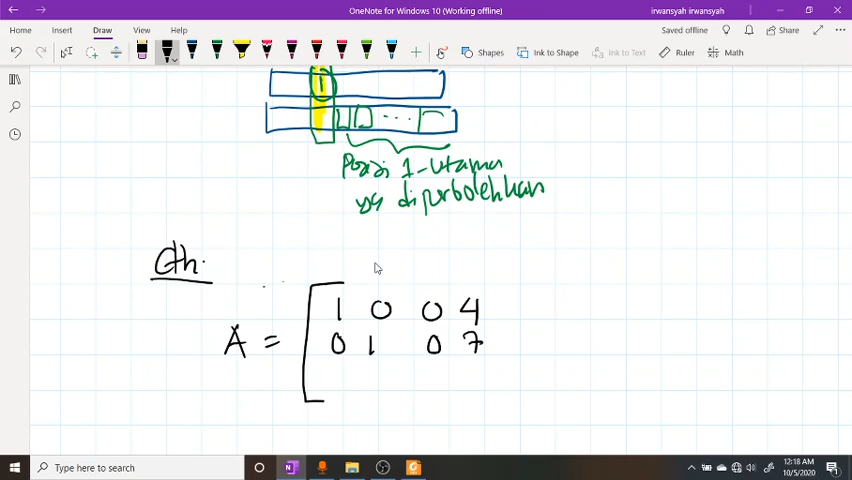 OneNote for Windows 10 (Working offline)
irwansyah irwansyah
Home Insert Draw View Help
Saved offline Share
Shapes Ink to Shape Ink to Text Ruler Math
1
...
Posisi 1-utama
yg diperbolehkan
Cth.
A = [ 1 0 0 4
0 1 0 7
Type here to search
12:18 AM
10/5/2020